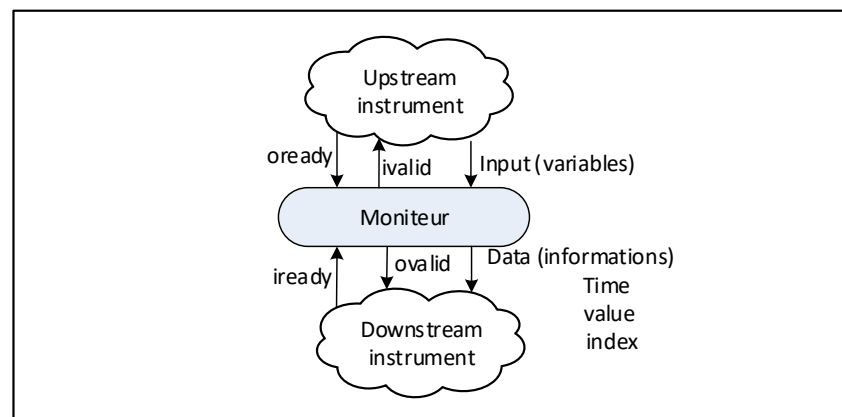 Upstream
instrument
oready
ivalid
Input (variables)
Moniteur
iready
ovalid
Data (informations)
Time
value
index
Downstream
instrument